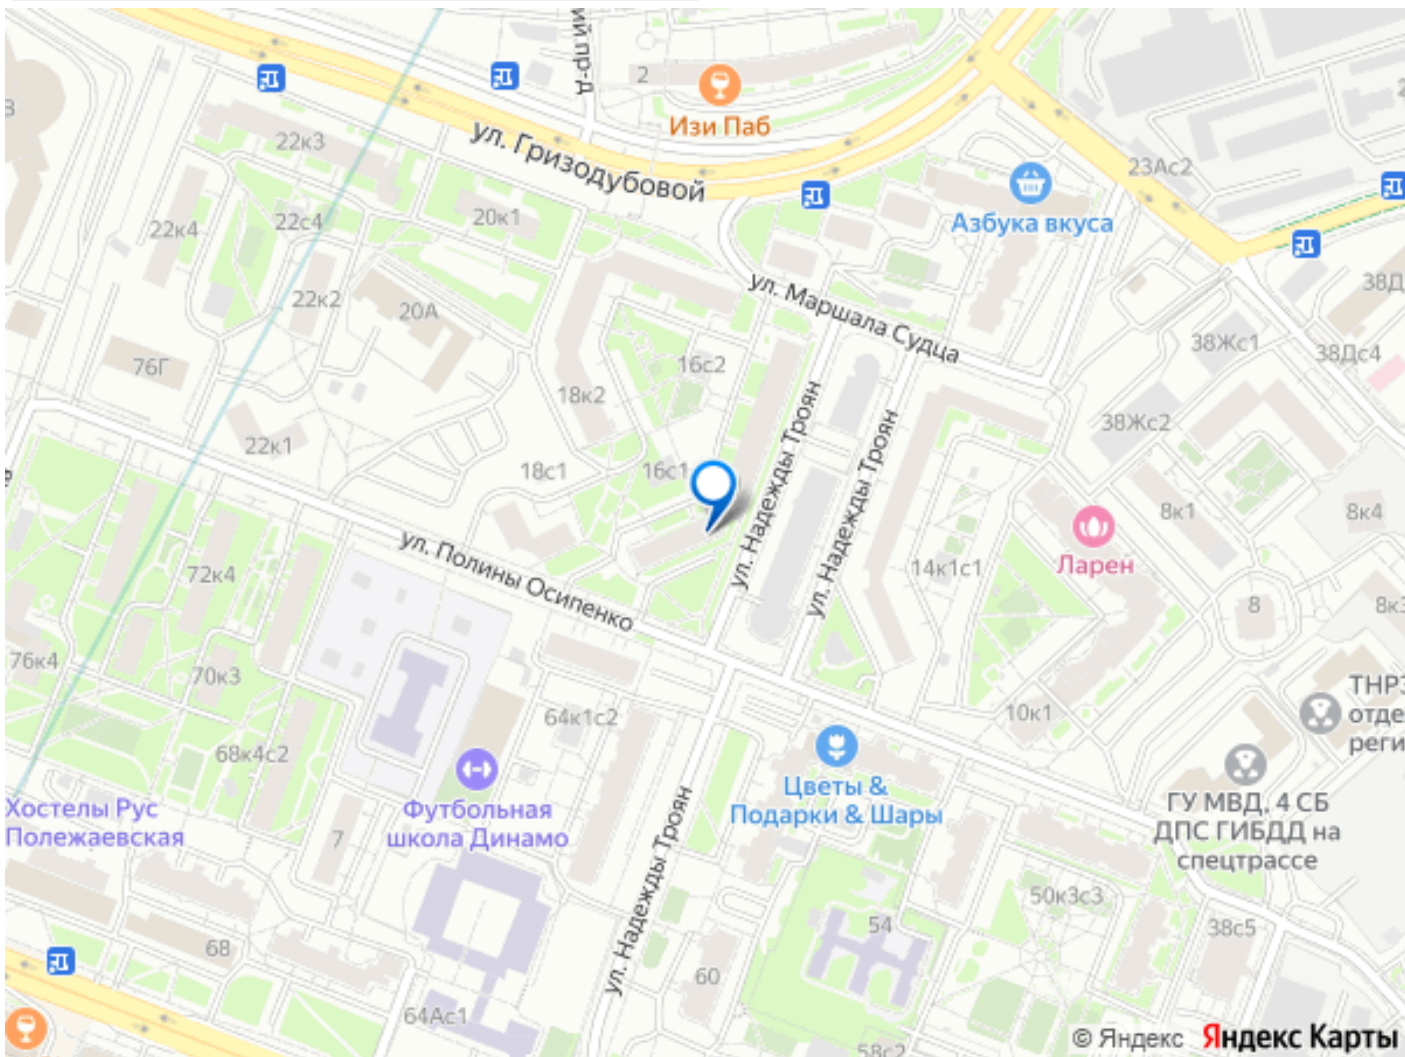 2
Изи Паб
ул. Гризодубовой
22к3
23Ас2
20к1
22с4
22к4
Азбука вкуса
22к2
20А
ул. Маршала Судца
38Жс1
38Дс4
76Г
16с2
18к2
38Жс2
22к1
18с1
16с1
ул. Надежды Троян
ул. Надежды Троян
8к1
8к4
ул. Полины Осипенко
Ларен
14к1с1
72к4
8
76к4
70к3
64к1с2
10к1
68к4с2
Цветы &
Подарки & Шары
ГУ МВД, 4 СБ
ДПС ГИБДД на
спецтрассе
Хостелы Рус
Полежаевская
Футбольная
школа Динамо
7
ул. Надежды Троян
50к3с3
54
38с5
68
60
64Ас1
58с2
© Яндекс Яндекс Карты